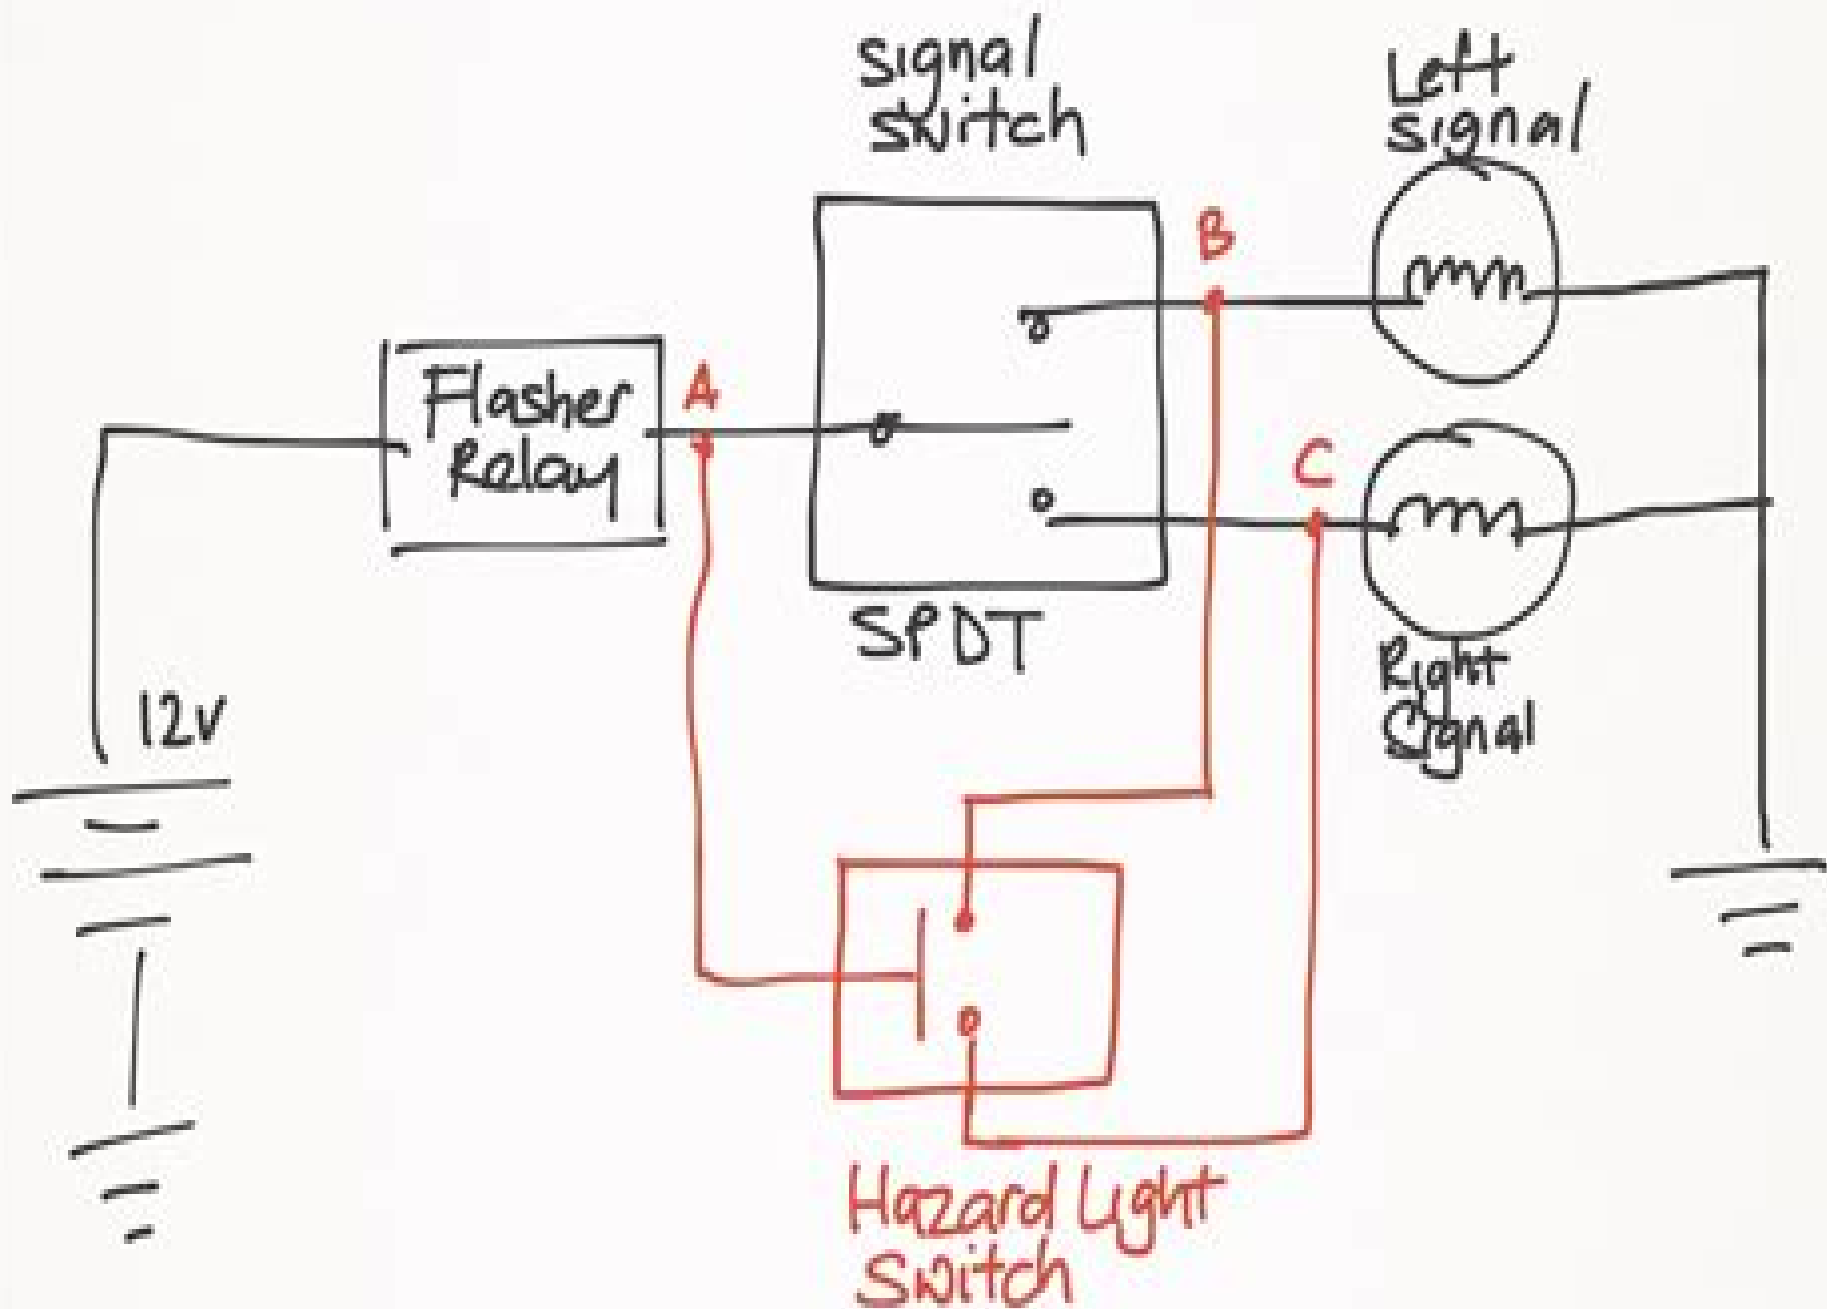 signal
switch
Left
signal
B
Flasher
Relay
A
C
SPDT
Right
Signal
12V
Hazard Light
Switch